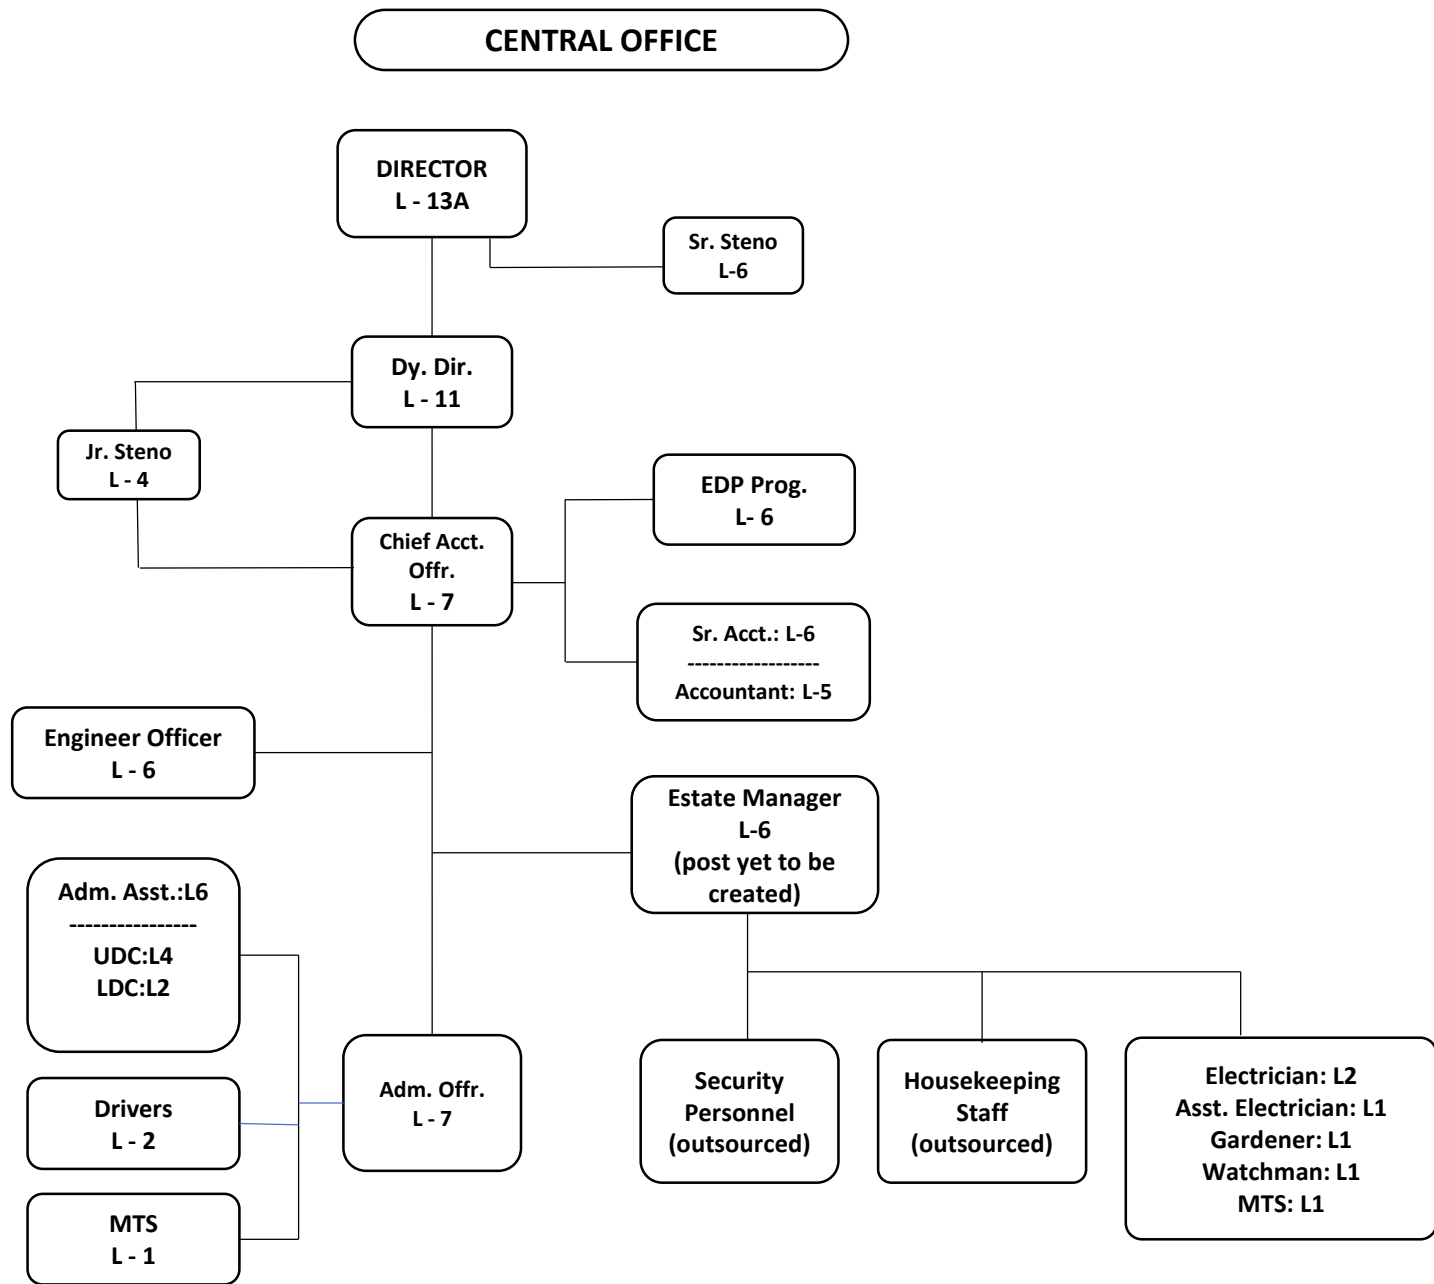 CENTRAL OFFICE
DIRECTOR
L - 13A
Sr. Steno
L-6
Dy. Dir.
L - 11
Jr. Steno
L - 4
EDP Prog.
L- 6
Chief Acct.
Offr.
L - 7
Sr. Acct.: L-6
-------------------
Accountant: L-5
Engineer Officer
L - 6
Estate Manager
L-6
(post yet to be
created)
Adm. Asst.:L6
----------------
UDC:L4
LDC:L2
Adm. Offr.
L - 7
Drivers
L - 2
MTS
L - 1
Security
Personnel
(outsourced)
Housekeeping
Staff
(outsourced)
Electrician: L2
Asst. Electrician: L1
Gardener: L1
Watchman: L1
MTS: L1